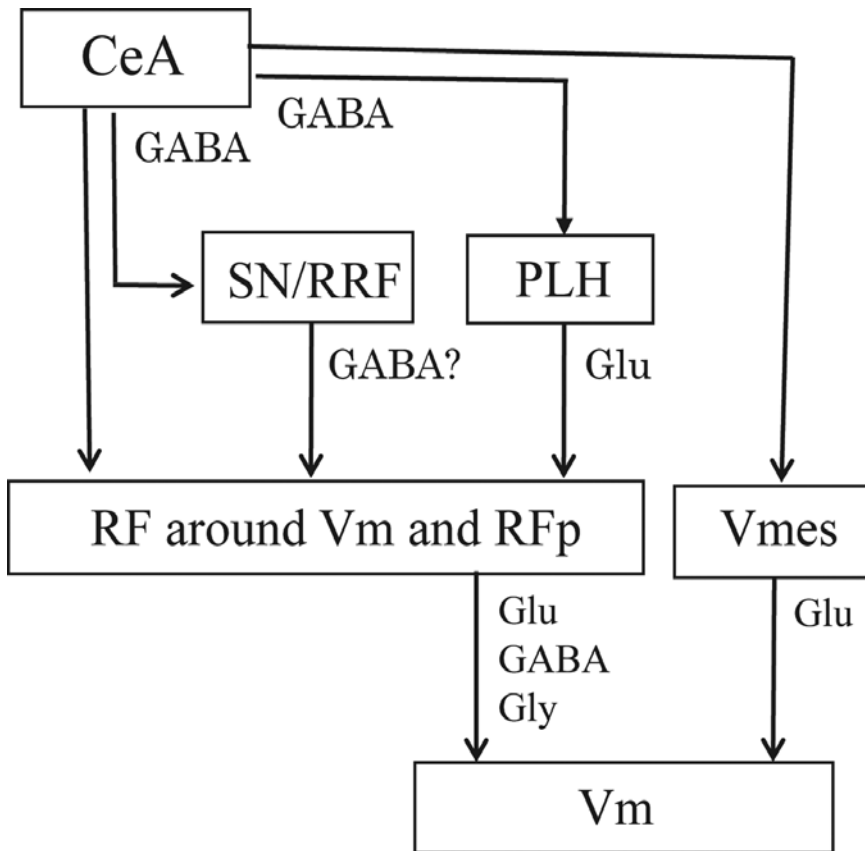 CeA
GABA
GABA
SN/RRF
PLH
GABA?
Glu
RF around Vm and RFp
Vmes
Glu
Glu
GABA
Gly
Vm